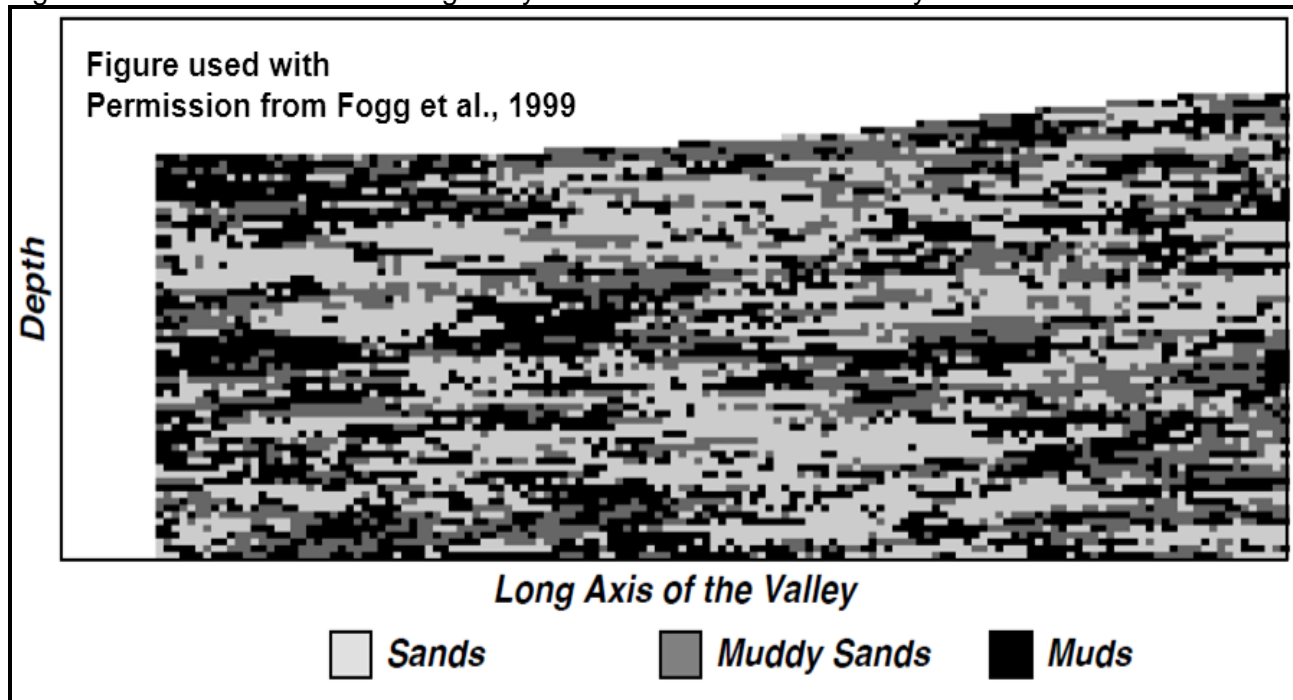 Figure used with
Permission from Fogg et al., 1999
Depth
Long Axis of the Valley
Sands
Muddy Sands
Muds